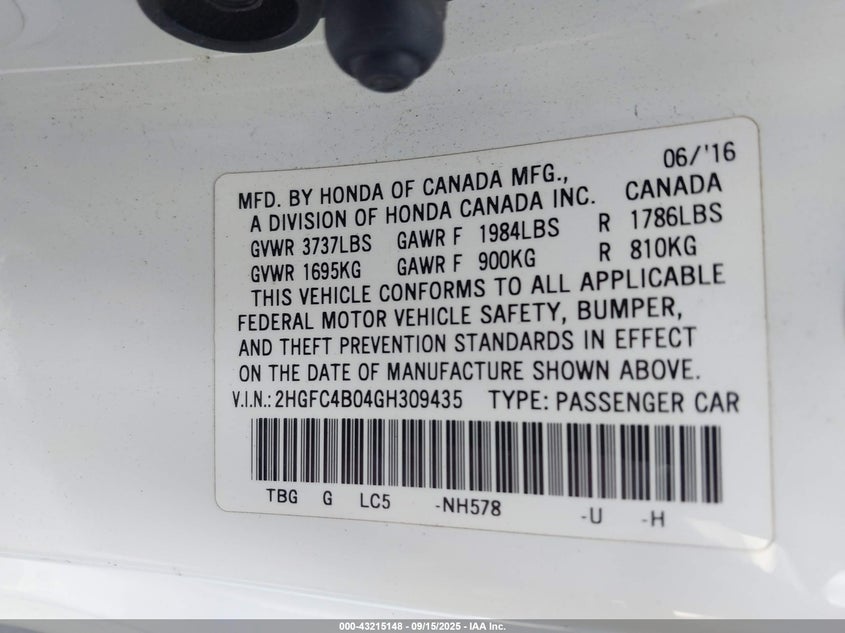 06/'16
MFD. BY HONDA OF CANADA MFG.,
A DIVISION OF HONDA CANADA INC. CANADA
GVWR 3737LBS GAWR F 1984LBS R 1786LBS
GVWR 1695KG GAWR F 900KG R 810KG
THIS VEHICLE CONFORMS TO ALL APPLICABLE
FEDERAL MOTOR VEHICLE SAFETY, BUMPER,
AND THEFT PREVENTION STANDARDS IN EFFECT
ON THE DATE OF MANUFACTURE SHOWN ABOVE.
V.I.N.: 2HGFC4B04GH309435 TYPE: PASSENGER CAR
TBG G LC5 -NH578 -U -H
000-43215148 - 09/15/2025 - IAA Inc.